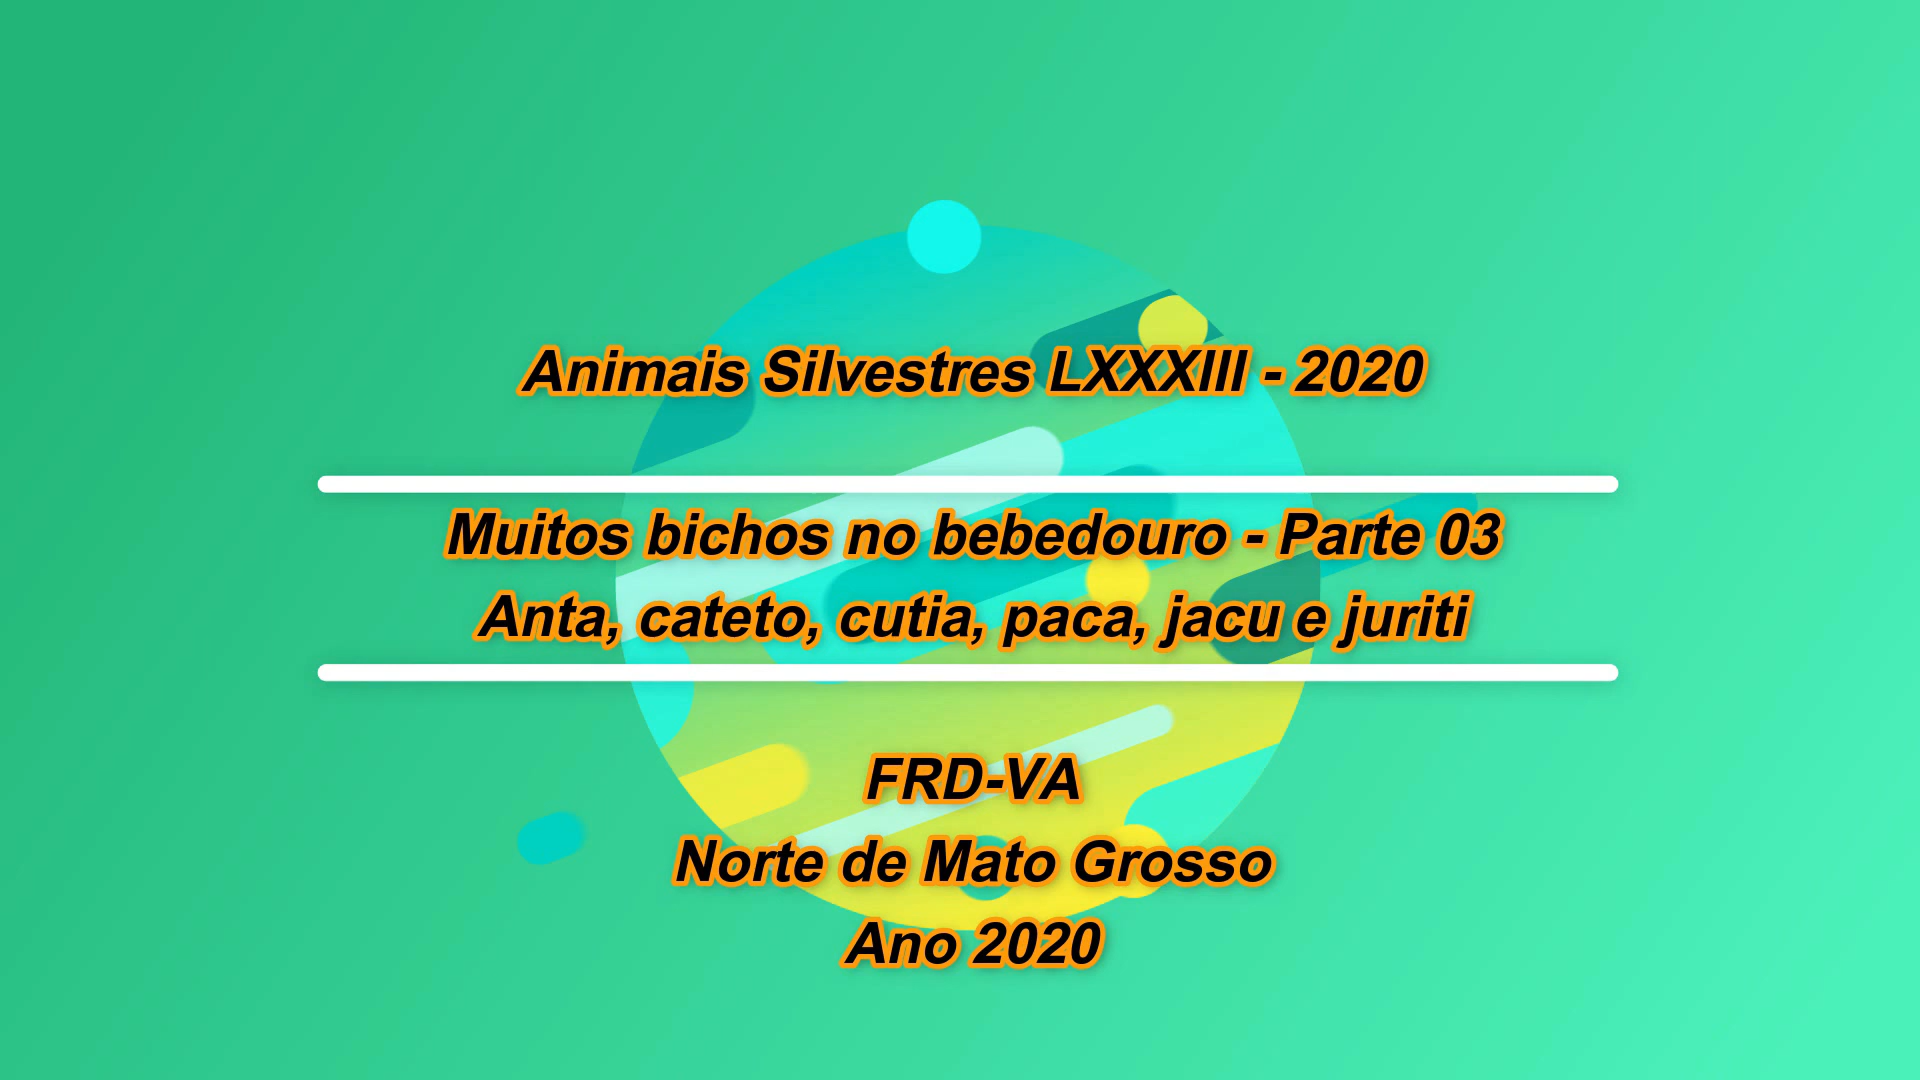 Animais Silvestres LXXXIII - 2020
Muitos bichos no bebedouro - Parte 03
Anta, cateto, cutia, paca, jacu e juriti
FRD-VA
Norte de Mato Grosso
Ano 2020